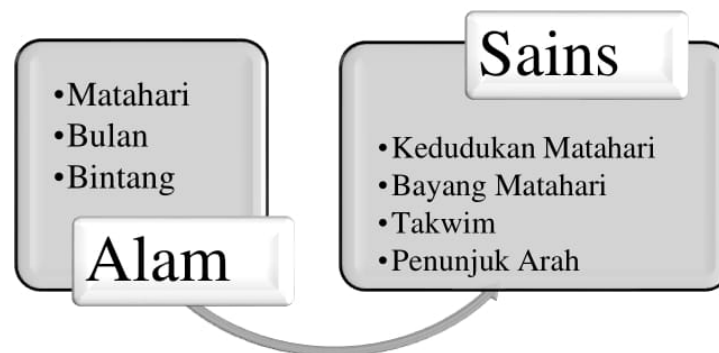 •Matahari
•Bulan
•Bintang
Alam
Sains
•Kedudukan Matahari
•Bayang Matahari
•Takwim
•Penunjuk Arah